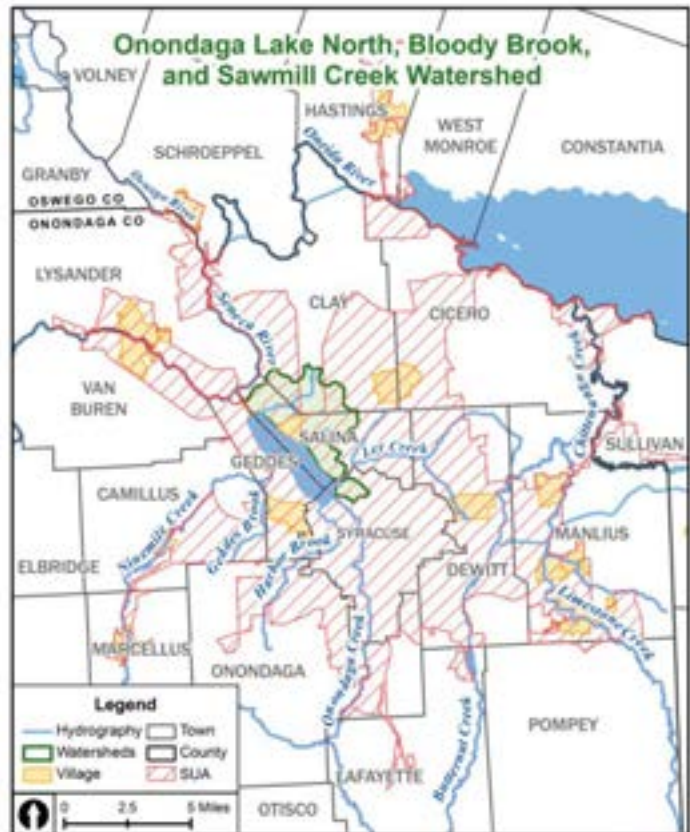 Onondaga Lake North, Bloody Brook,
and Sawmill Creek Watershed
VOLNEY
HASTINGS
WEST
MONROE
CONSTANTIA
SCHROEPPEL
GRANBY
Oneida River
Oswego River
OSWEGO CO
ONONDAGA CO
LYSANDER
CLAY
CICERO
Seneca River
VAN
BUREN
SALINA
Ley Creek
SULLIVAN
GEDDES
CAMILLUS
Ninemile Creek
Geddes Brook
Harbor Brook
SYRACUSE
MANLIUS
ELBRIDGE
DEWITT
Limestone Creek
MARCELLUS
ONONDAGA
Onondaga Creek
Butternut Creek
POMPEY
LAFAYETTE
OTISCO
Legend
Hydrography
Town
Watersheds
County
Village
SUA
0 2.5 5 Miles